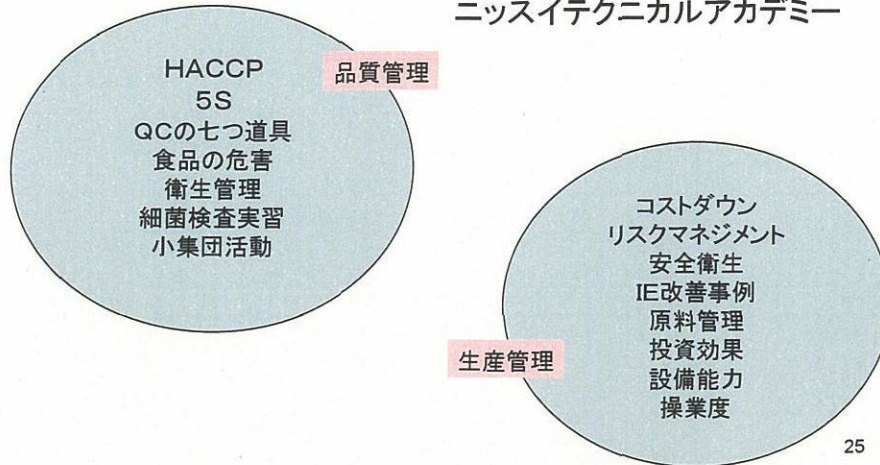 ニッスイテクニカルアカデミー
品質管理
HACCP
5S
QCの七つ道具
食品の危害
衛生管理
細菌検査実習
小集団活動
生産管理
コストダウン
リスクマネジメント
安全衛生
IE改善事例
原料管理
投資効果
設備能力
操業度
25